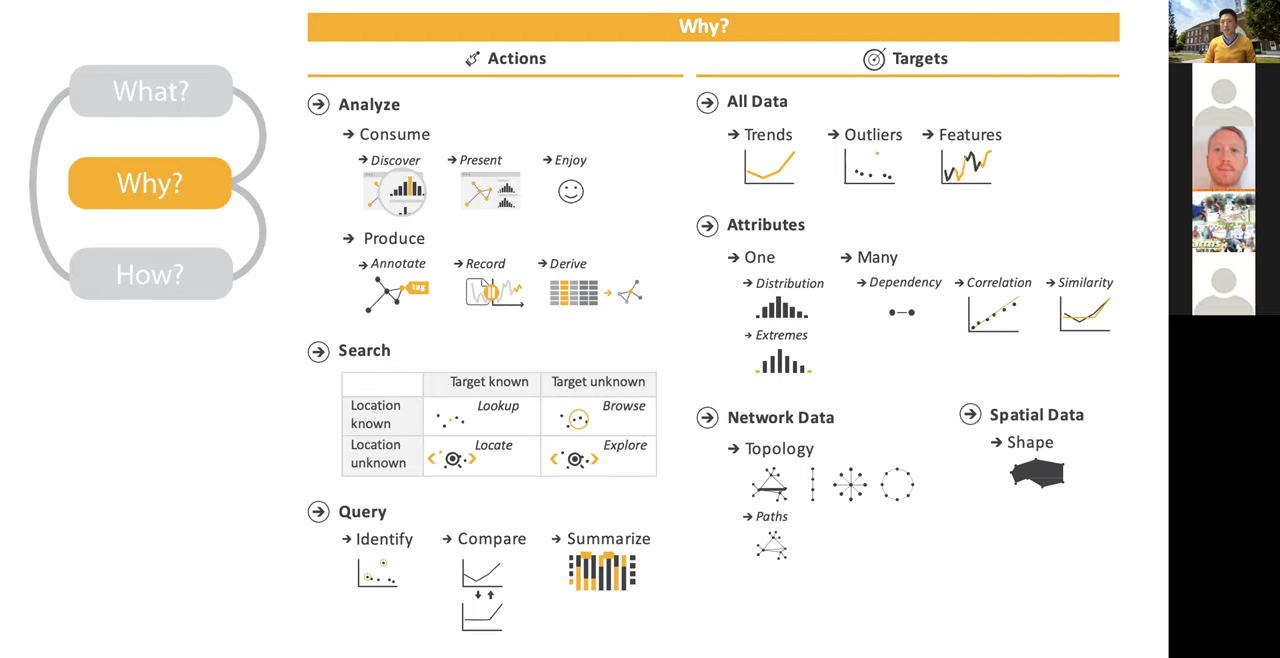 What?
Why?
How?
Why?
Actions
Targets
Analyze
Consume
Discover
Present
Enjoy
Produce
Annotate
Record
Derive
tag
Search
Target known
Target unknown
Location known
Lookup
Browse
Location unknown
Locate
Explore
Query
Identify
Compare
Summarize
All Data
Trends
Outliers
Features
Attributes
One
Many
Distribution
Dependency
Correlation
Similarity
Extremes
Network Data
Spatial Data
Topology
Shape
Paths